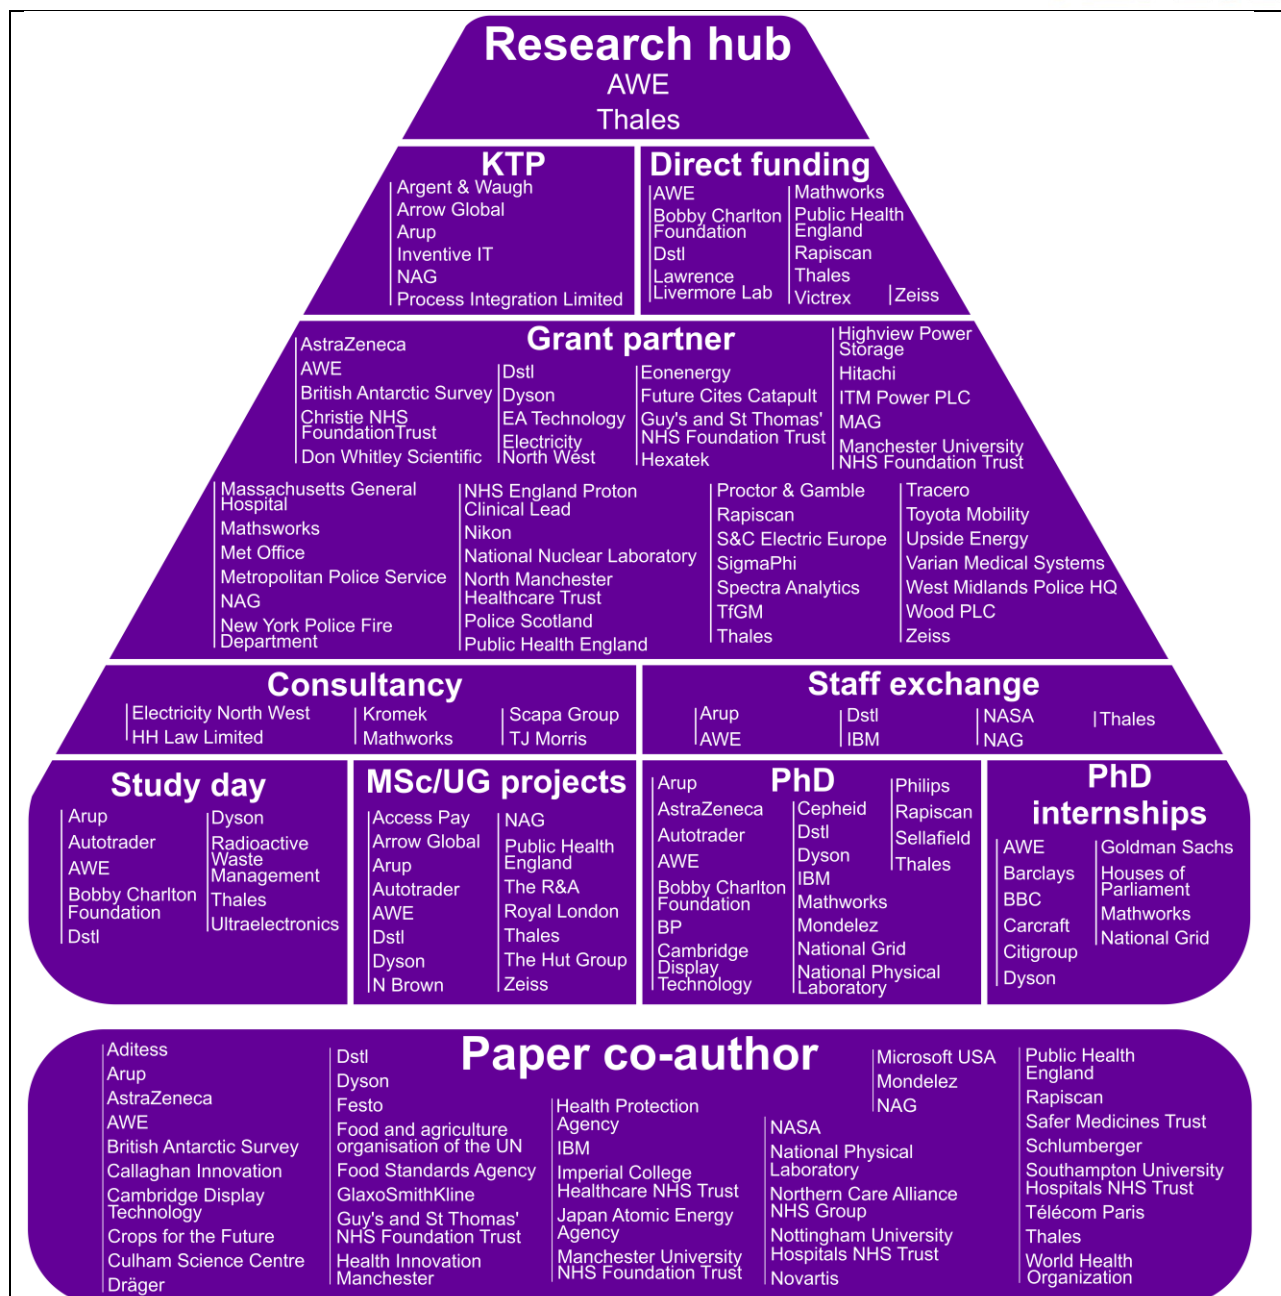 Research hub
AWE
Thales
KTP
Argent & Waugh
Arrow Global
Arup
Inventive IT
NAG
Process Integration Limited
Direct funding
AWE
Bobby Charlton
Foundation
Dstl
Lawrence
Livermore Lab
Mathworks
Public Health
England
Rapiscan
Thales
Victrex
Zeiss
Grant partner
AstraZeneca
AWE
British Antarctic Survey
Christie NHS
FoundationTrust
Don Whitley Scientific
Dstl
Dyson
EA Technology
Electricity
North West
Eonenergy
Future Cites Catapult
Guy's and St Thomas'
NHS Foundation Trust
Hexatek
Highview Power
Storage
Hitachi
ITM Power PLC
MAG
Manchester University
NHS Foundation Trust
Massachusetts General
Hospital
Mathsworks
Met Office
Metropolitan Police Service
NAG
New York Police Fire
Department
NHS England Proton
Clinical Lead
Nikon
National Nuclear Laboratory
North Manchester
Healthcare Trust
Police Scotland
Public Health England
Proctor & Gamble
Rapiscan
S&C Electric Europe
SigmaPhi
Spectra Analytics
TfGM
Thales
Tracero
Toyota Mobility
Upside Energy
Varian Medical Systems
West Midlands Police HQ
Wood PLC
Zeiss
Consultancy
Electricity North West
HH Law Limited
Kromek
Mathworks
Scapa Group
TJ Morris
Staff exchange
Arup
AWE
Dstl
IBM
NASA
NAG
Thales
Study day
Arup
Autotrader
AWE
Bobby Charlton
Foundation
Dstl
Dyson
Radioactive
Waste
Management
Thales
Ultraelectronics
MSc/UG projects
Access Pay
Arrow Global
Arup
Autotrader
AWE
Dstl
Dyson
N Brown
NAG
Public Health
England
The R&A
Royal London
Thales
The Hut Group
Zeiss
PhD
Arup
AstraZeneca
Autotrader
AWE
Bobby Charlton
Foundation
BP
Cambridge
Display
Technology
Cepheid
Dstl
Dyson
IBM
Mathworks
Mondelez
National Grid
National Physical
Laboratory
Philips
Rapiscan
Sellafield
Thales
PhD
internships
AWE
Barclays
BBC
Carcraft
Citigroup
Dyson
Goldman Sachs
Houses of
Parliament
Mathworks
National Grid
Paper co-author
Aditess
Arup
AstraZeneca
AWE
British Antarctic Survey
Callaghan Innovation
Cambridge Display
Technology
Crops for the Future
Culham Science Centre
Dräger
Dstl
Dyson
Festo
Food and agriculture
organisation of the UN
Food Standards Agency
GlaxoSmithKline
Guy's and St Thomas'
NHS Foundation Trust
Health Innovation
Manchester
Health Protection
Agency
IBM
Imperial College
Healthcare NHS Trust
Japan Atomic Energy
Agency
Manchester University
NHS Foundation Trust
Microsoft USA
Mondelez
NAG
NASA
National Physical
Laboratory
Northern Care Alliance
NHS Group
Nottingham University
Hospitals NHS Trust
Novartis
Public Health
England
Rapiscan
Safer Medicines Trust
Schlumberger
Southampton University
Hospitals NHS Trust
Télécom Paris
Thales
World Health
Organization